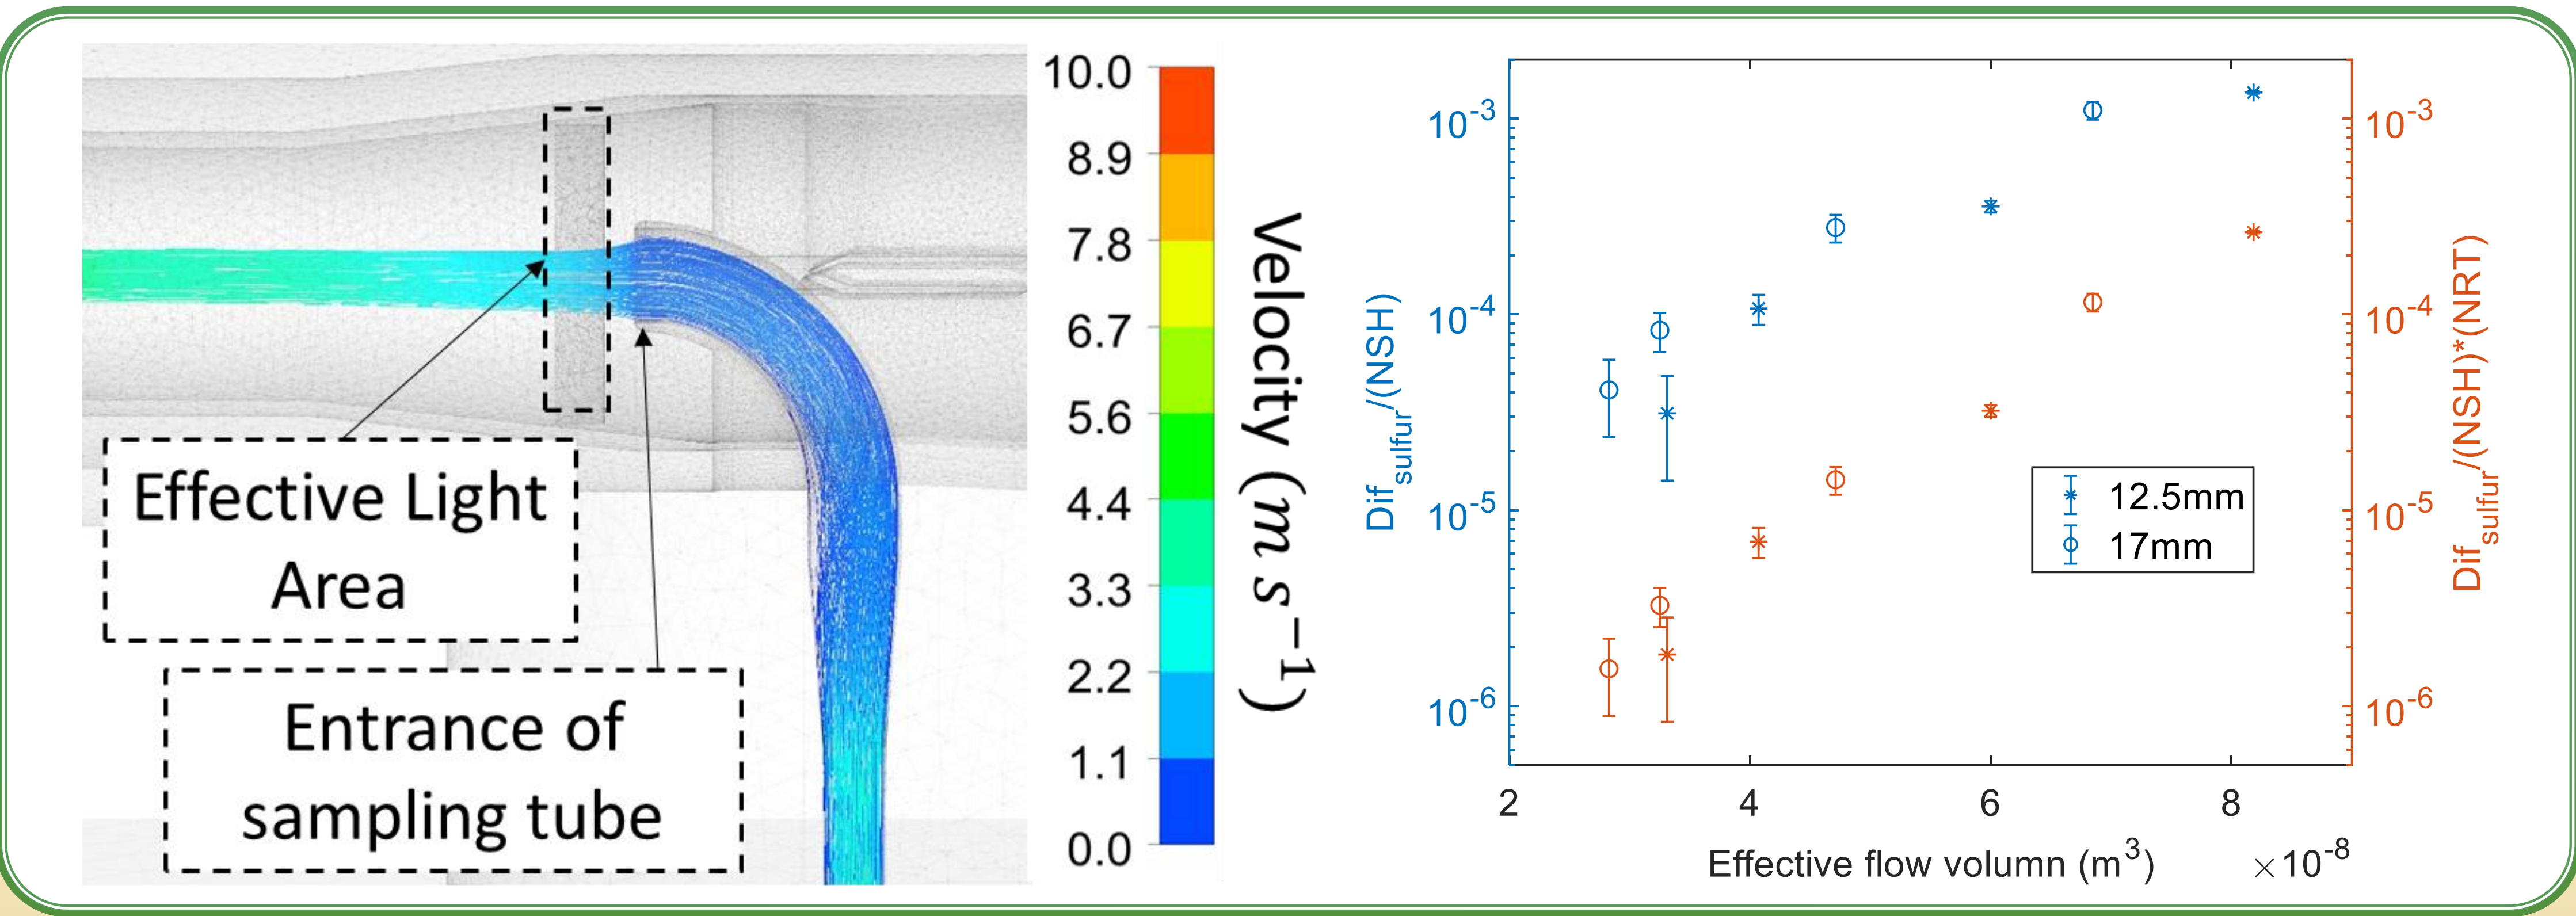 Effective Light
Area
Entrance of
sampling tube
10.0
8.9
7.8
6.7
5.6
4.4
3.3
2.2
1.1
0.0
Velocity (m s⁻¹)
Dif_sulfur/(NSH)
10⁻³
10⁻⁴
10⁻⁵
10⁻⁶
12.5mm
17mm
10⁻³
10⁻⁴
10⁻⁵
10⁻⁶
Dif_sulfur/(NSH)*(NRT)
2 4 6 8
Effective flow volumn (m³) ×10⁻⁸